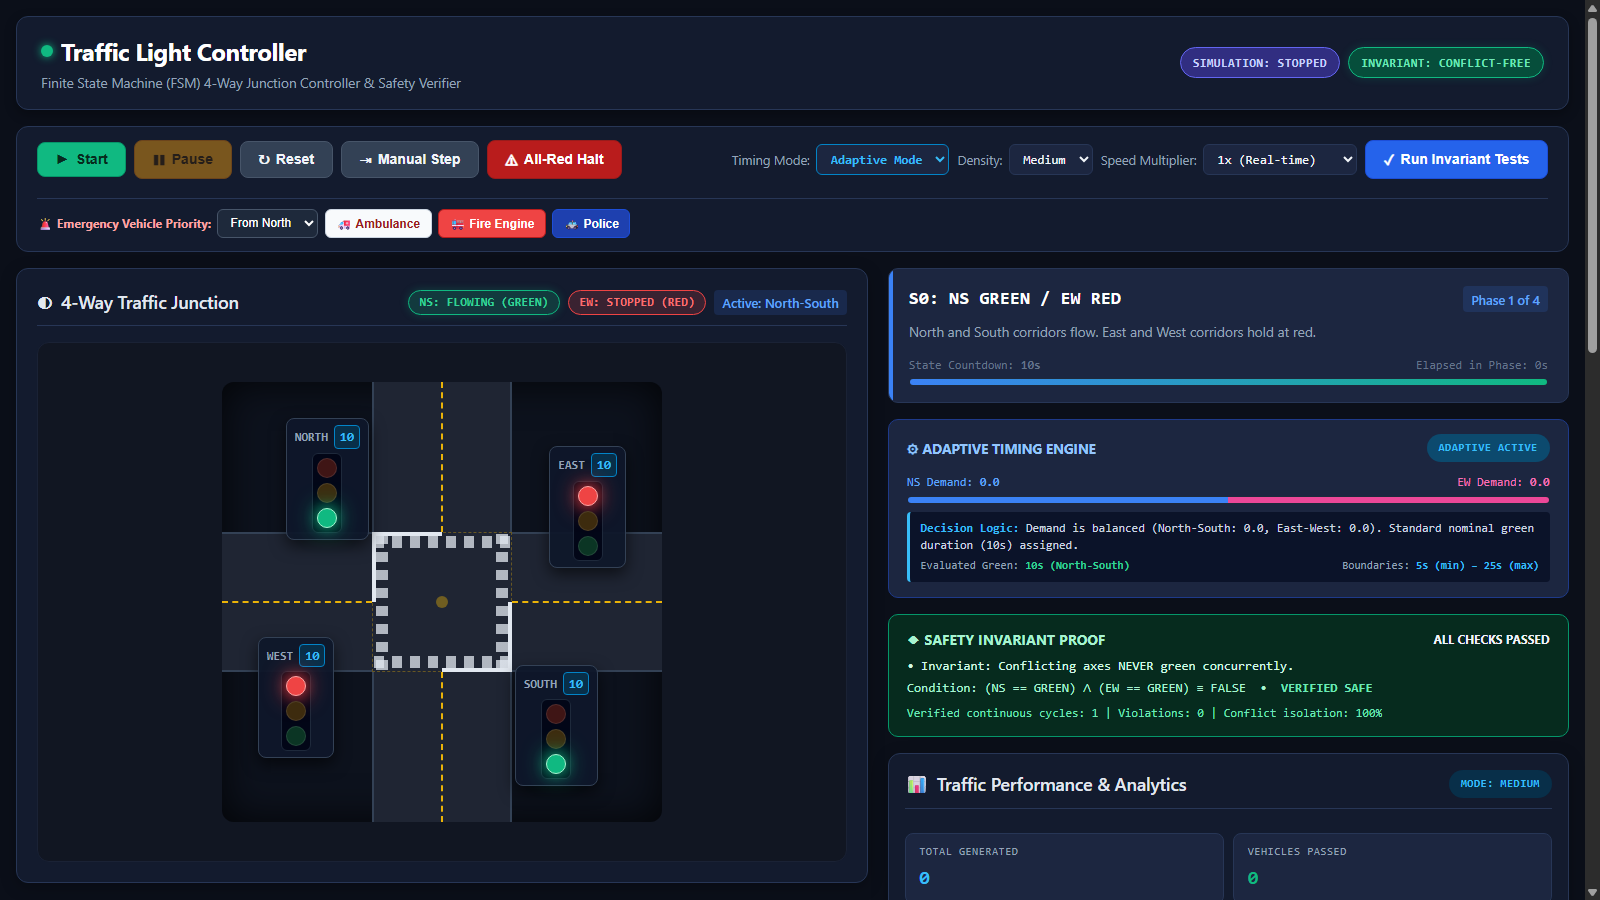 Traffic Light Controller
Finite State Machine (FSM) 4-Way Junction Controller & Safety Verifier
SIMULATION: STOPPED
INVARIANT: CONFLICT-FREE
Start
Pause
Reset
Manual Step
All-Red Halt
Timing Mode: Adaptive Mode
Density: Medium
Speed Multiplier: 1x (Real-time)
✓ Run Invariant Tests
Emergency Vehicle Priority: From North
Ambulance
Fire Engine
Police
4-Way Traffic Junction
NS: FLOWING (GREEN)
EW: STOPPED (RED)
Active: North-South
NORTH 10
EAST 10
WEST 10
SOUTH 10
S0: NS GREEN / EW RED
Phase 1 of 4
North and South corridors flow. East and West corridors hold at red.
State Countdown: 10s
Elapsed in Phase: 0s
ADAPTIVE TIMING ENGINE
ADAPTIVE ACTIVE
NS Demand: 0.0
EW Demand: 0.0
Decision Logic: Demand is balanced (North-South: 0.0, East-West: 0.0). Standard nominal green
duration (10s) assigned.
Evaluated Green: 10s (North-South)
Boundaries: 5s (min) – 25s (max)
SAFETY INVARIANT PROOF
ALL CHECKS PASSED
• Invariant: Conflicting axes NEVER green concurrently.
Condition: (NS == GREEN) ∧ (EW == GREEN) ≡ FALSE • VERIFIED SAFE
Verified continuous cycles: 1 | Violations: 0 | Conflict isolation: 100%
Traffic Performance & Analytics
MODE: MEDIUM
TOTAL GENERATED
0
VEHICLES PASSED
0